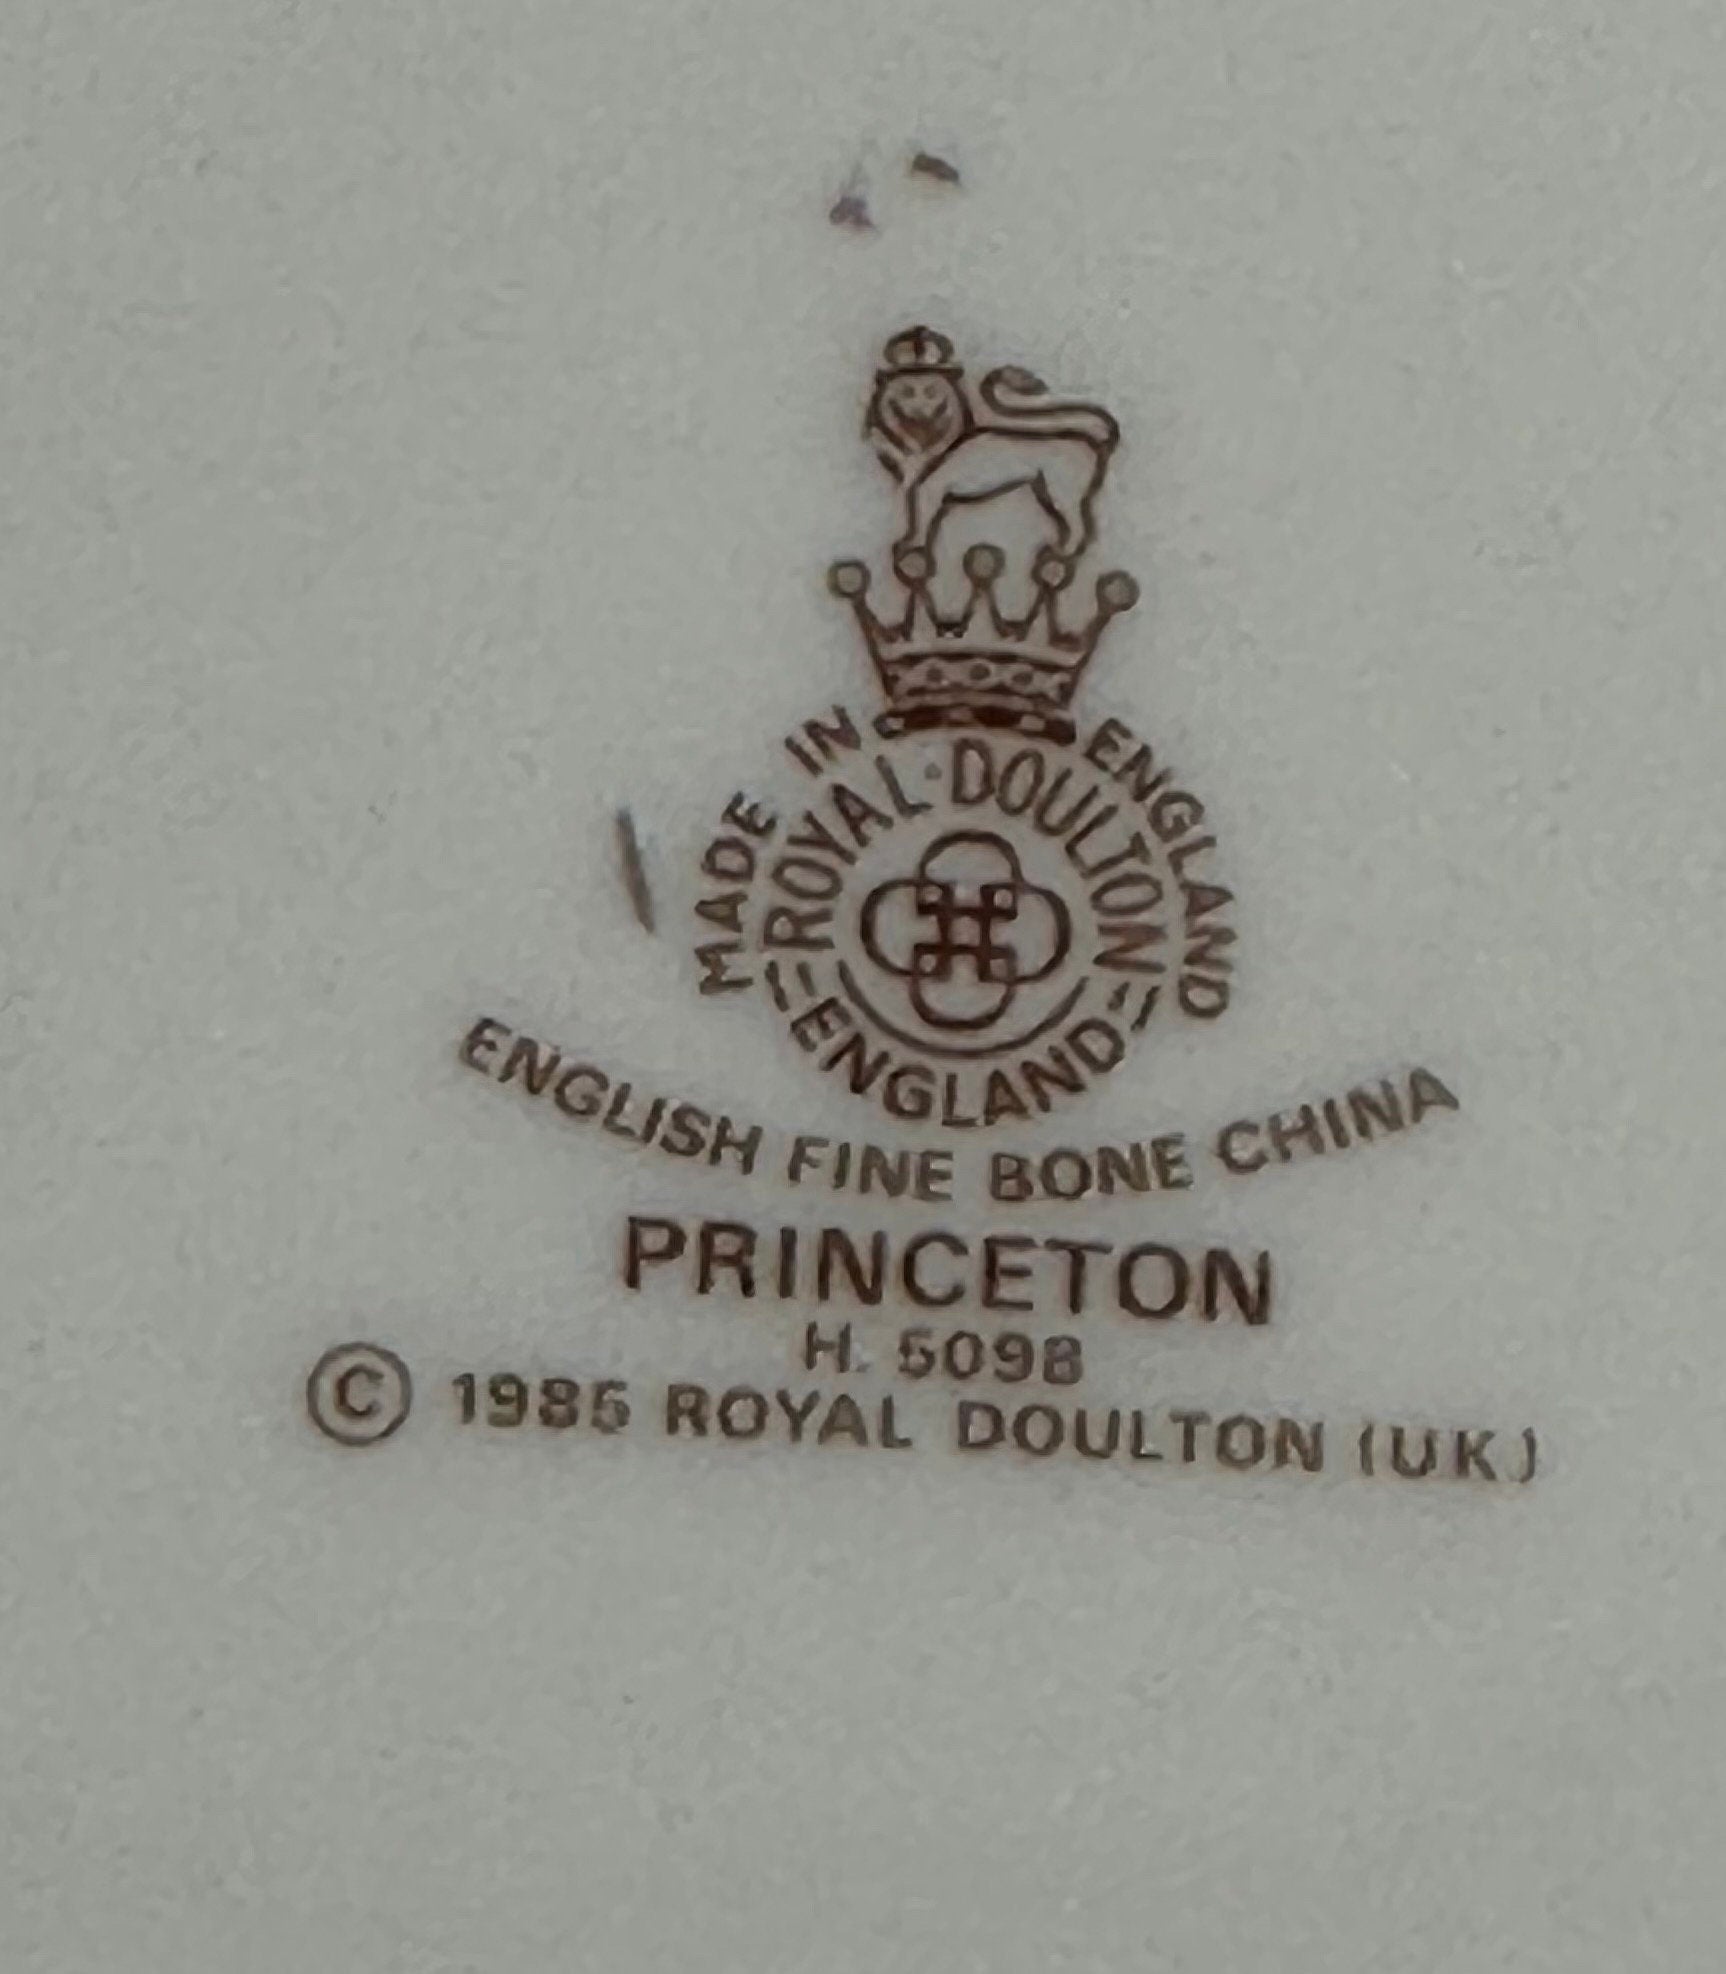 MADE IN ENGLAND
ROYAL·DOULTON
ENGLAND
ENGLISH FINE BONE CHINA
PRINCETON
H. 5098
© 1985 ROYAL DOULTON (UK)